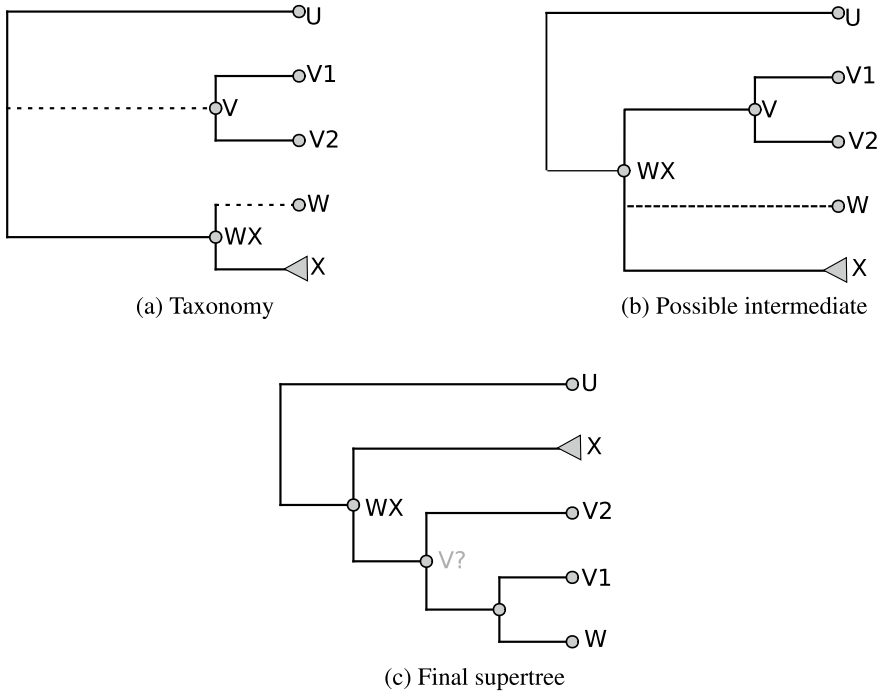 U
V1
V
V2
W
WX
X
(a) Taxonomy
U
V1
V
V2
WX
W
X
(b) Possible intermediate
U
X
WX
V2
V?
V1
W
(c) Final supertree